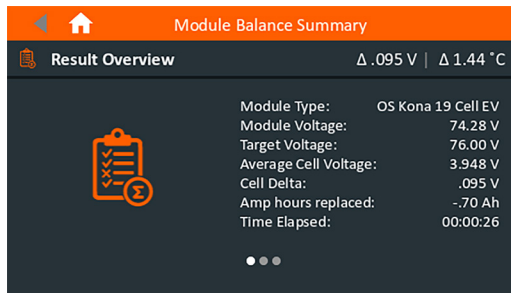 Module Balance Summary
Result Overview Δ .095 V | Δ 1.44 °C
Module Type: OS Kona 19 Cell EV
Module Voltage: 74.28 V
Target Voltage: 76.00 V
Average Cell Voltage: 3.948 V
Cell Delta: .095 V
Amp hours replaced: -.70 Ah
Time Elapsed: 00:00:26